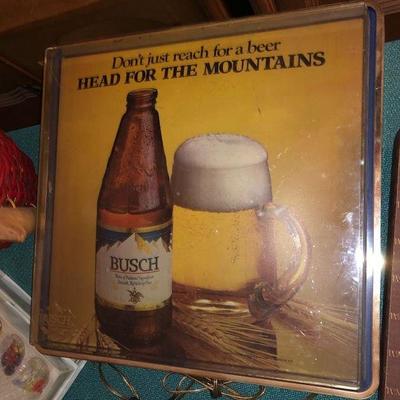 Don't just reach for a beer
HEAD FOR THE MOUNTAINS
BUSCH